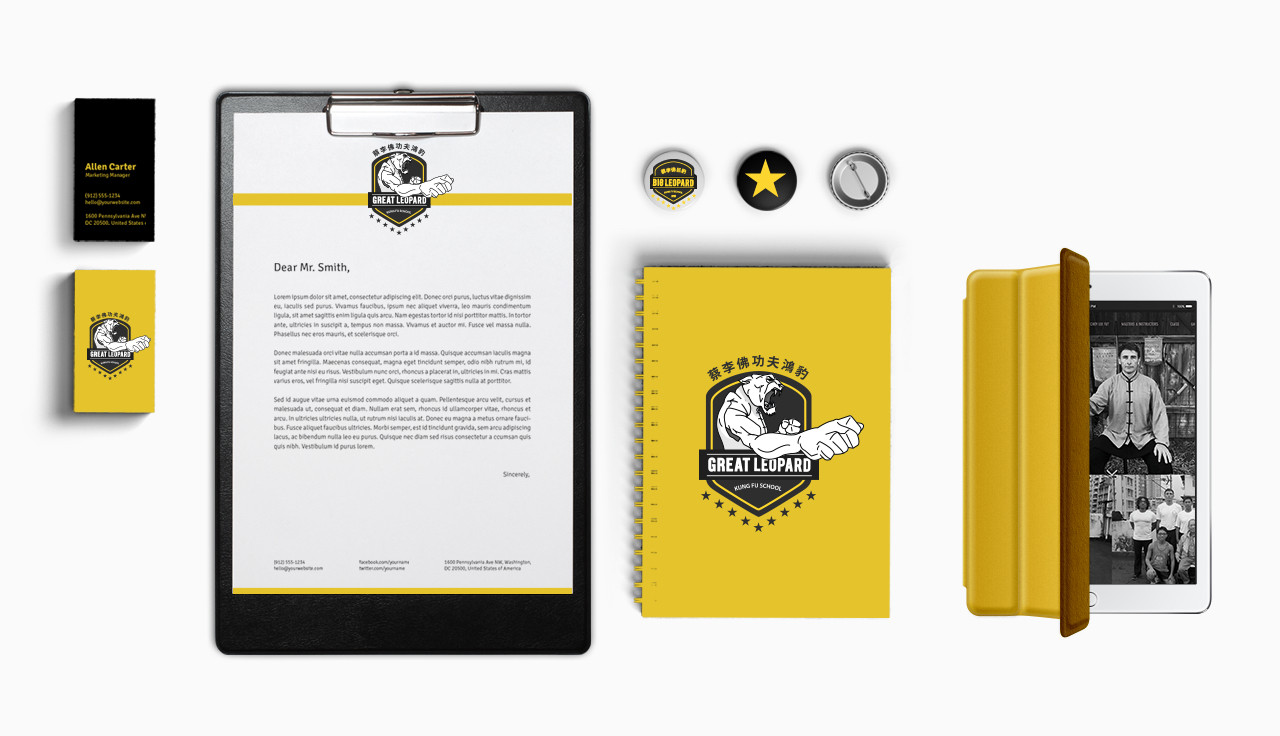 Allen Carter
Marketing Manager
(912) 555-1234
hello@yourwebsite.com
1600 Pennsylvania Ave N
DC 20500, United States
蔡李佛功夫鴻豹
GREAT LEOPARD
KUNG FU SCHOOL
蔡李佛功夫鴻豹
GREAT LEOPARD
KUNG FU SCHOOL
Dear Mr. Smith,
Lorem ipsum dolor sit amet, consectetur adipiscing elit. Donec orci purus, luctus vitae dignissim
eu, iaculis sed purus. Vivamus faucibus, ipsum nec aliquet viverra, leo mauris condimentum
ligula, sit amet sagittis enim ligula quis arcu. Nam egestas tortor id nisi porttitor mattis. In tortor
ante, ultricies in suscipit a, tempus non massa. Vivamus et auctor mi. Fusce vel massa nulla.
Phasellus nec eros mauris, et scelerisque orci.
Donec malesuada orci vitae nulla accumsan porta a id massa. Quisque accumsan iaculis magna
sit amet fringilla. Maecenas consequat, magna eget tincidunt semper, odio nibh rutrum mi, id
feugiat ante nisl eu risus. Vestibulum nunc orci, rhoncus a placerat in, ultricies in mi. Cras mattis
varius eros, vel fringilla nisl suscipit eget. Quisque scelerisque sagittis nulla at porttitor.
Sed id augue vitae urna euismod commodo aliquet a quam. Pellentesque arcu velit, cursus et
malesuada ut, consequat et diam. Nullam erat sem, rhoncus id ullamcorper vitae, rhoncus et
arcu. In ultricies ultricies nulla, ut rutrum nisl iaculis at. Donec eu magna a metus ornare fauci-
bus. Fusce aliquet faucibus ultricies. Morbi semper, est id tincidunt gravida, sem arcu adipiscing
lacus, ac bibendum nulla leo eu purus. Quisque nec diam sed risus consectetur a ccumsan quis
quis nibh. Vestibulum id purus lorem.
Sincerely,
(912) 555-1234
hello@yourwebsite.com
facebook.com/yourname
twitter.com/yourname
1600 Pennsylvania Ave NW, Washington,
DC 20500, United States of America
BIG LEOPARD
蔡李佛功夫鴻豹
GREAT LEOPARD
KUNG FU SCHOOL
MASTERS & INSTRUCTORS
CLASS